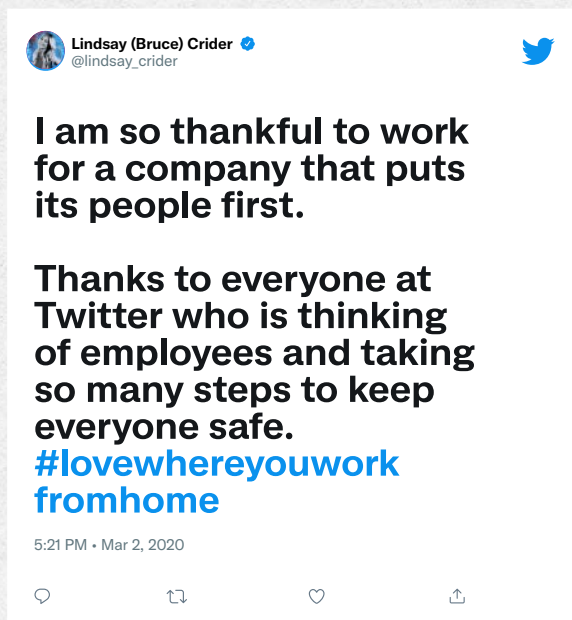 Lindsay (Bruce) Crider
@lindsay_crider
I am so thankful to work
for a company that puts
its people first.
Thanks to everyone at
Twitter who is thinking
of employees and taking
so many steps to keep
everyone safe.
#lovewhereyouwork
fromhome
5:21 PM • Mar 2, 2020